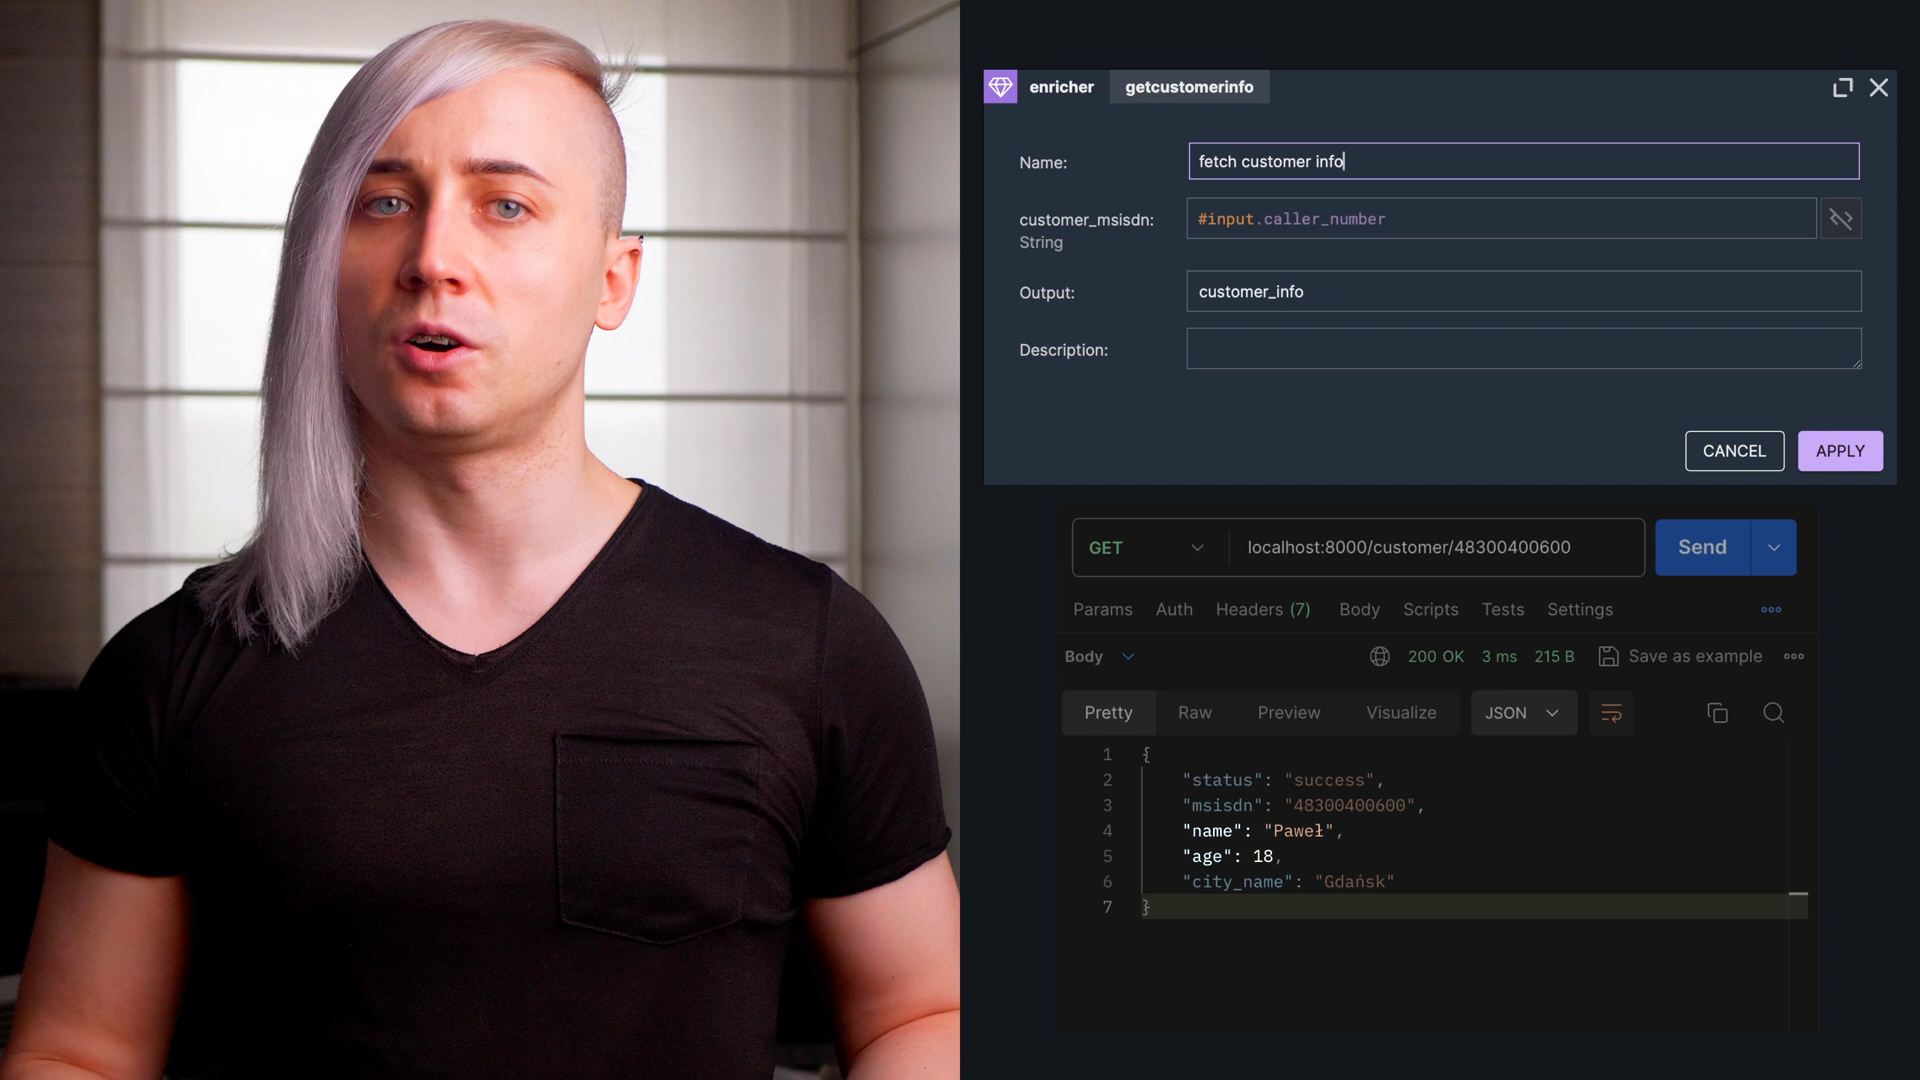 enricher getcustomerinfo
Name: fetch customer info
customer_msisdn: #input.caller_number
String
Output: customer_info
Description:
CANCEL APPLY
GET localhost:8000/customer/48300400600 Send
Params Auth Headers (7) Body Scripts Tests Settings
Body 200 OK 3 ms 215 B Save as example
Pretty Raw Preview Visualize JSON
1 {
2 "status": "success",
3 "msisdn": "48300400600",
4 "name": "Paweł",
5 "age": 18,
6 "city_name": "Gdańsk"
7 }